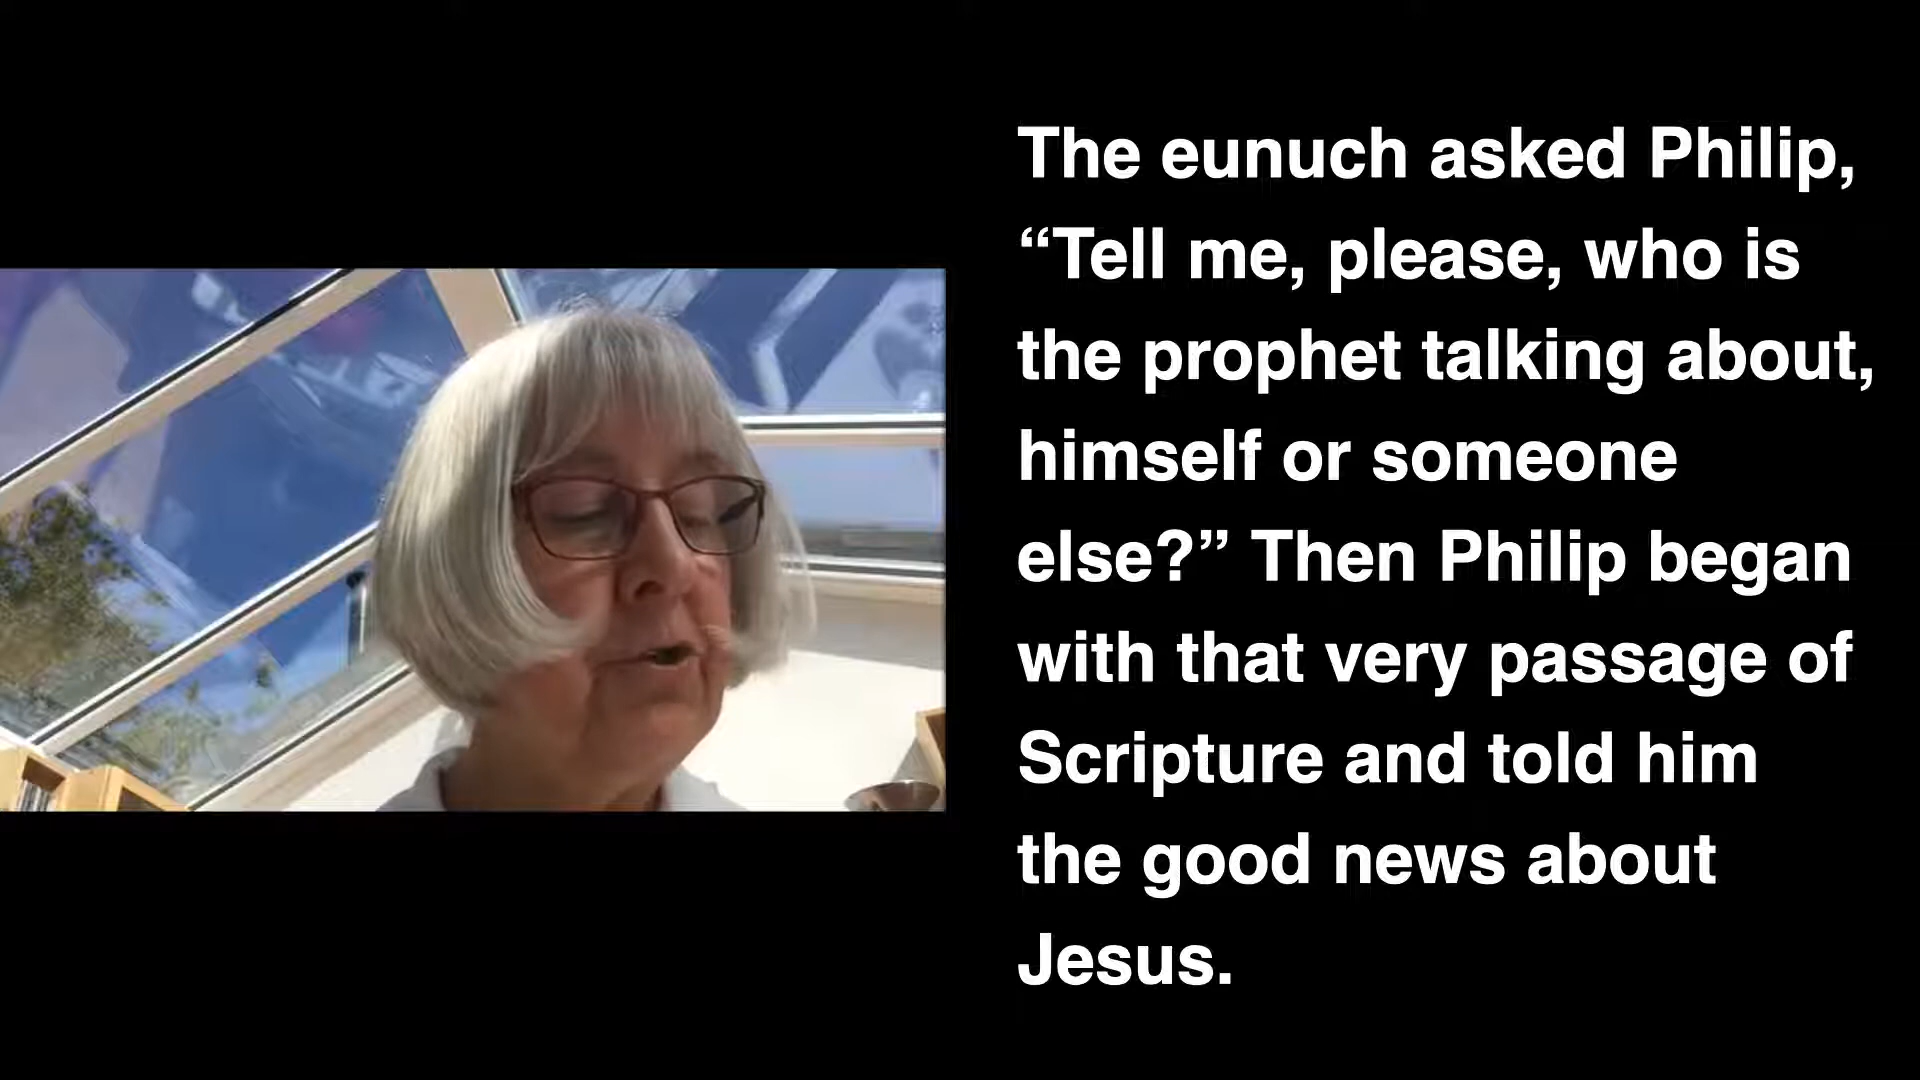 The eunuch asked Philip,
“Tell me, please, who is
the prophet talking about,
himself or someone
else?” Then Philip began
with that very passage of
Scripture and told him
the good news about
Jesus.